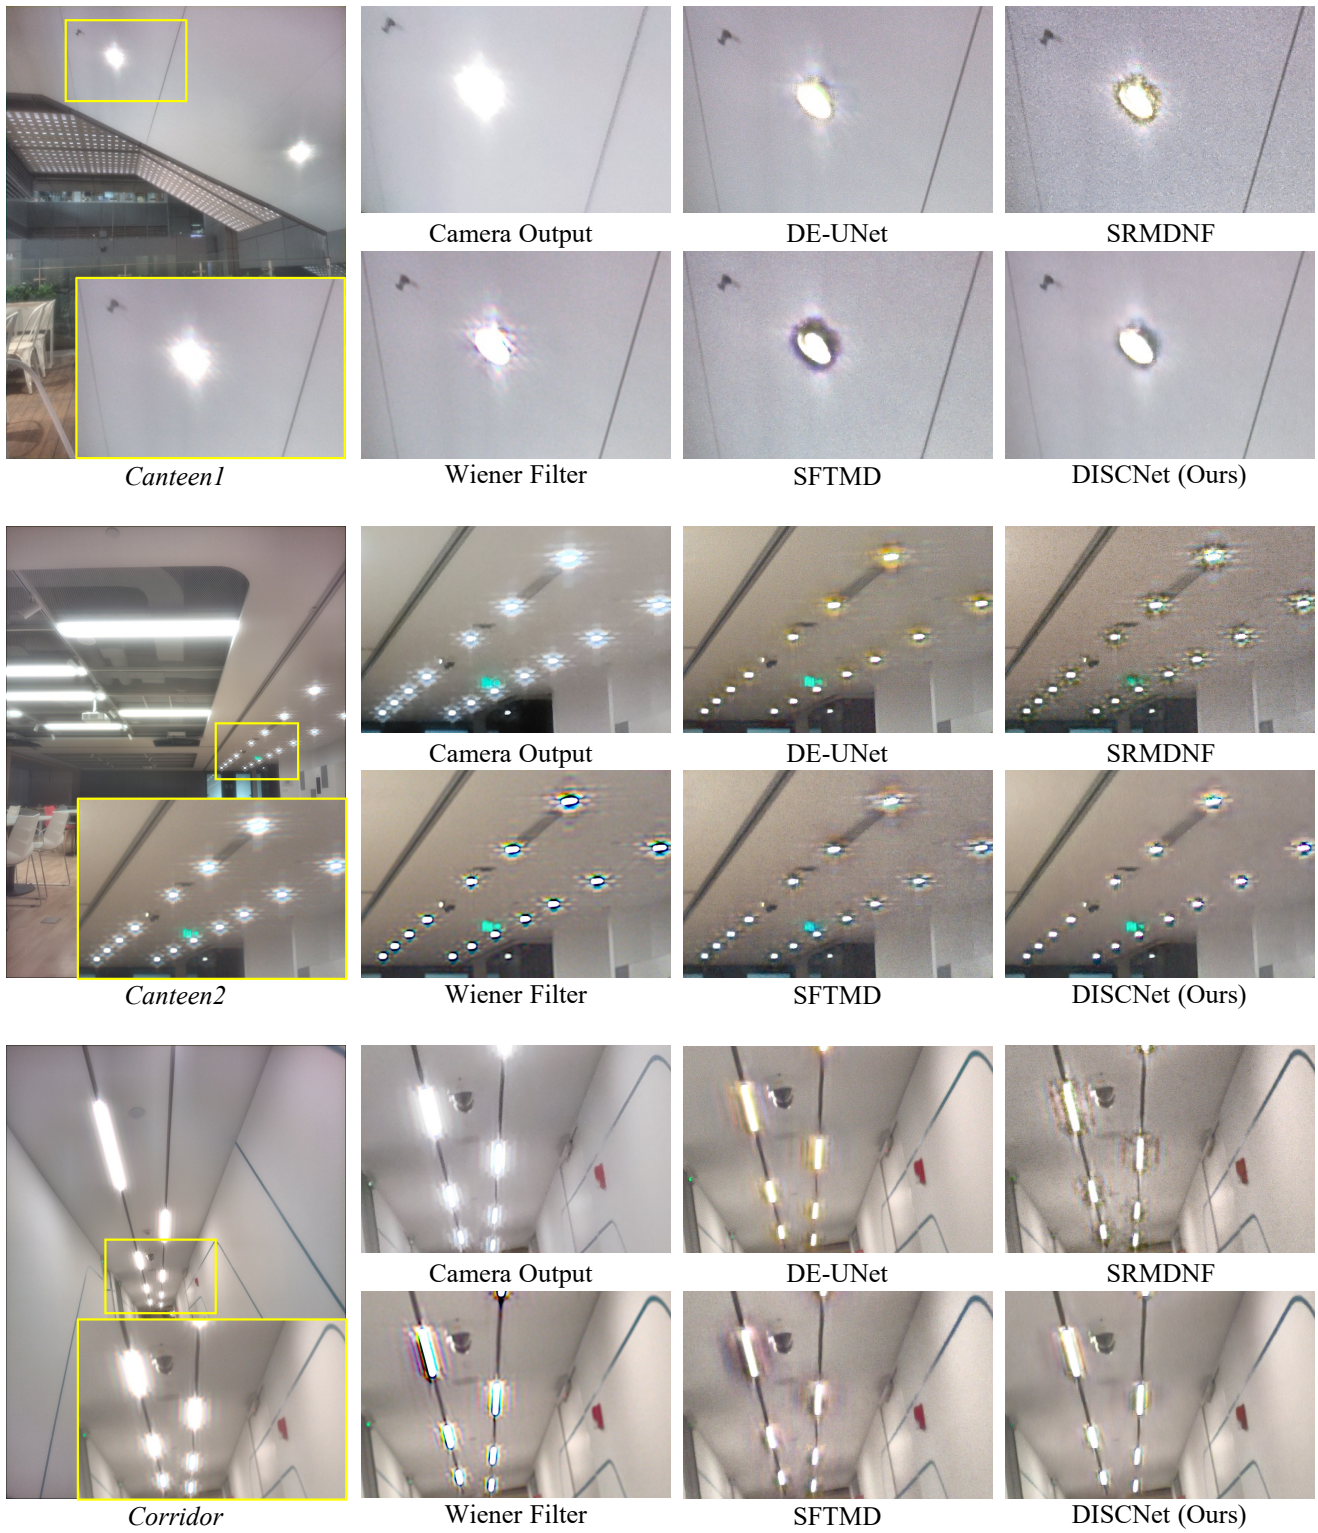 Camera Output
DE-UNet
SRMDNF
Canteen1
Wiener Filter
SFTMD
DISCNet (Ours)
Camera Output
DE-UNet
SRMDNF
Canteen2
Wiener Filter
SFTMD
DISCNet (Ours)
Camera Output
DE-UNet
SRMDNF
Corridor
Wiener Filter
SFTMD
DISCNet (Ours)